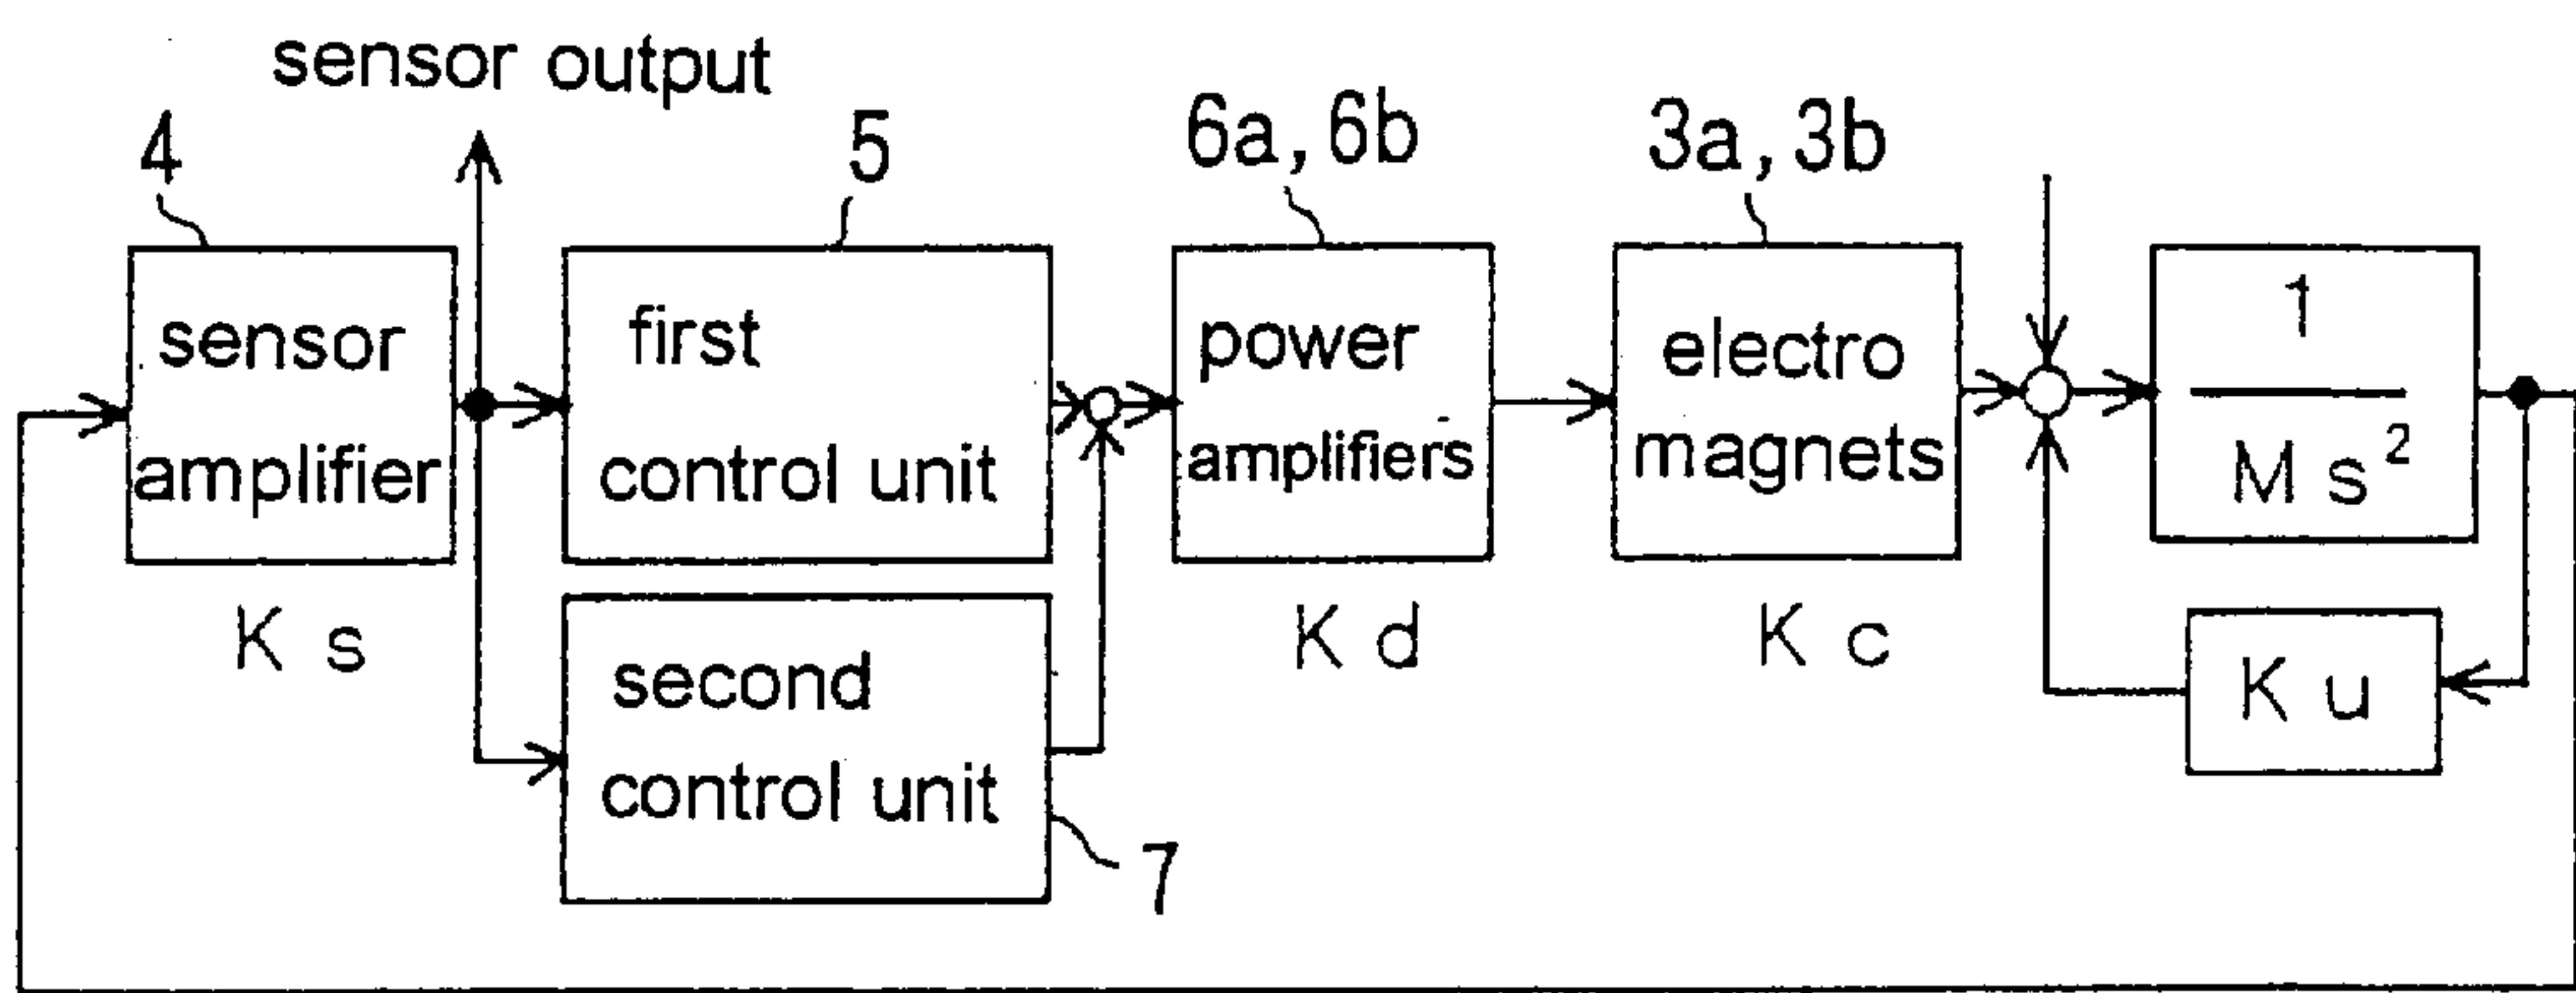 sensor output
4
5
6a, 6b
3a, 3b
sensor
amplifier
first
control unit
power
amplifiers
electro
magnets
1
M s²
K s
K d
K c
second
control unit
K u
7